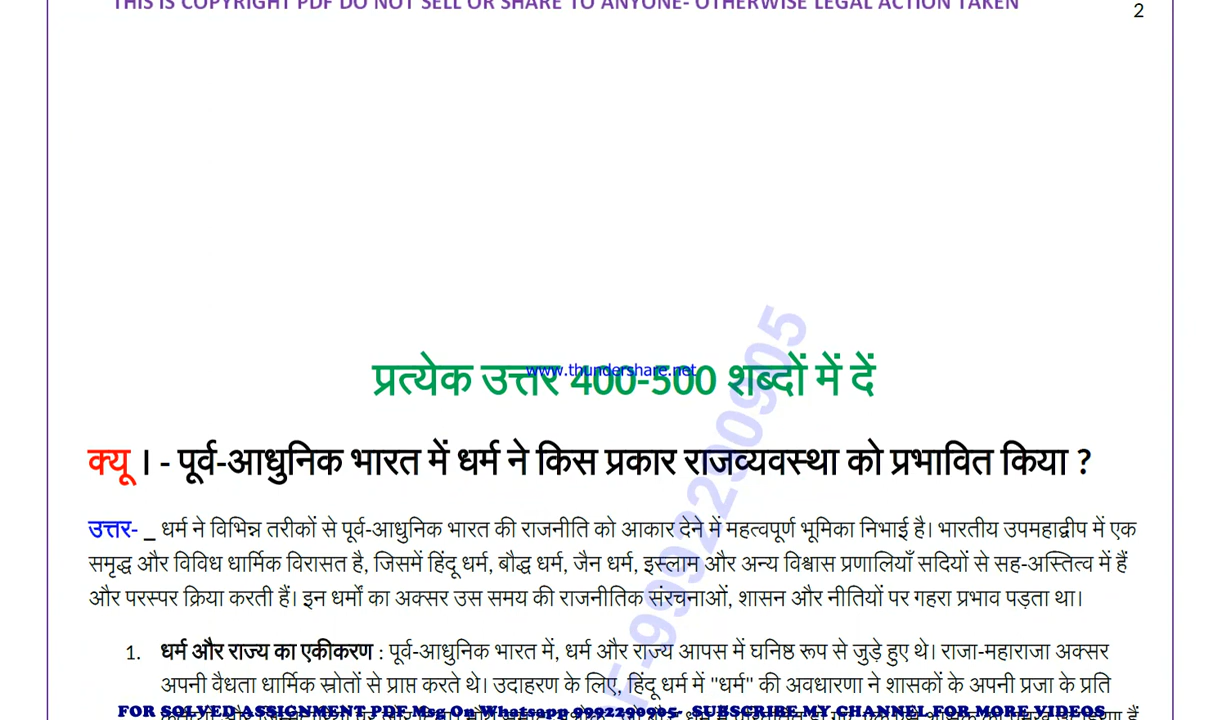 THIS IS COPYRIGHT PDF DO NOT SELL OR SHARE TO ANYONE- OTHERWISE LEGAL ACTION TAKEN
2
प्रत्येक उत्तर 400-500 शब्दों में दें
www.thundershare.net
क्यू । - पूर्व-आधुनिक भारत में धर्म ने किस प्रकार राजव्यवस्था को प्रभावित किया ?
उत्तर- _ धर्म ने विभिन्न तरीकों से पूर्व-आधुनिक भारत की राजनीति को आकार देने में महत्वपूर्ण भूमिका निभाई है। भारतीय उपमहाद्वीप में एक
समृद्ध और विविध धार्मिक विरासत है, जिसमें हिंदू धर्म, बौद्ध धर्म, जैन धर्म, इस्लाम और अन्य विश्वास प्रणालियाँ सदियों से सह-अस्तित्व में हैं
और परस्पर क्रिया करती हैं। इन धर्मों का अक्सर उस समय की राजनीतिक संरचनाओं, शासन और नीतियों पर गहरा प्रभाव पड़ता था।
1. धर्म और राज्य का एकीकरण : पूर्व-आधुनिक भारत में, धर्म और राज्य आपस में घनिष्ठ रूप से जुड़े हुए थे। राजा-महाराजा अक्सर
अपनी वैधता धार्मिक स्रोतों से प्राप्त करते थे। उदाहरण के लिए, हिंदू धर्म में "धर्म" की अवधारणा ने शासकों के अपनी प्रजा के प्रति
FOR SOLVED ASSIGNMENT PDF Msg On Whatsapp 9992290905- SUBSCRIBE MY CHANNEL FOR MORE VIDEOS
F-9992290905